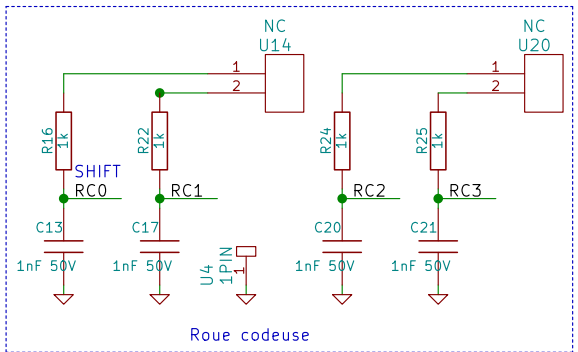 NC
U14
1
2
NC
U20
1
2
R16
1k
R22
1k
R24
1k
R25
1k
SHIFT
RC0
RC1
RC2
RC3
C13
1nF 50V
C17
1nF 50V
U4
1PIN
1
C20
1nF 50V
C21
1nF 50V
Roue codeuse